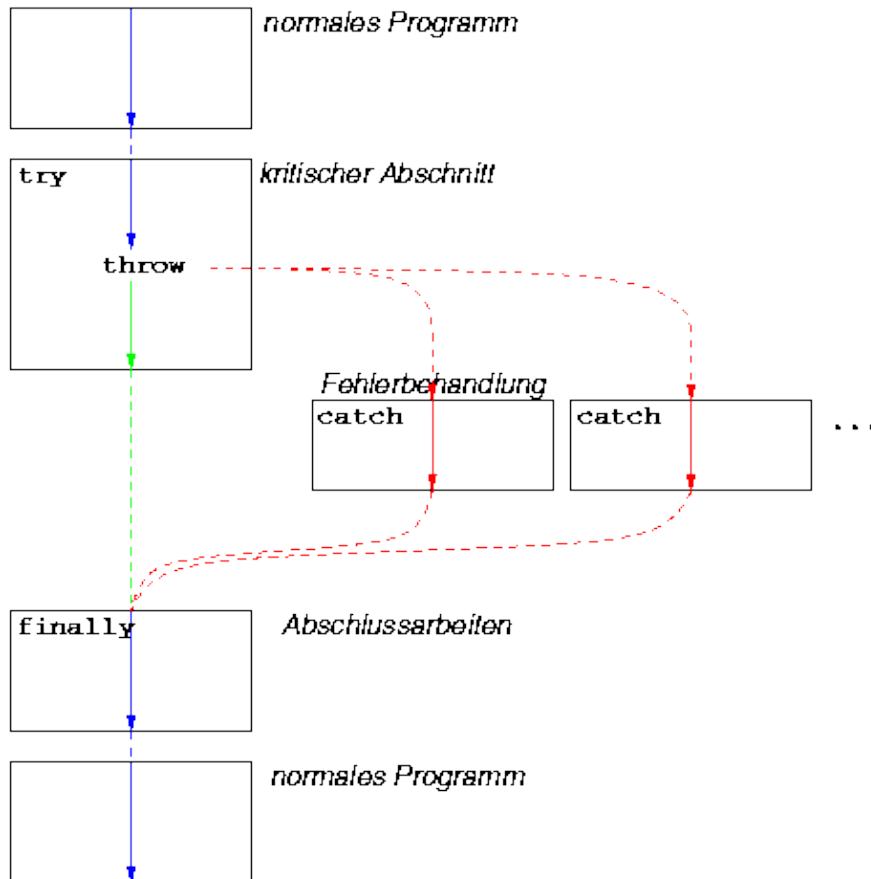 normales Programm
try
kritischer Abschnitt
throw
Fehlerbehandlung
catch
catch
...
finally
Abschlussarbeiten
normales Programm